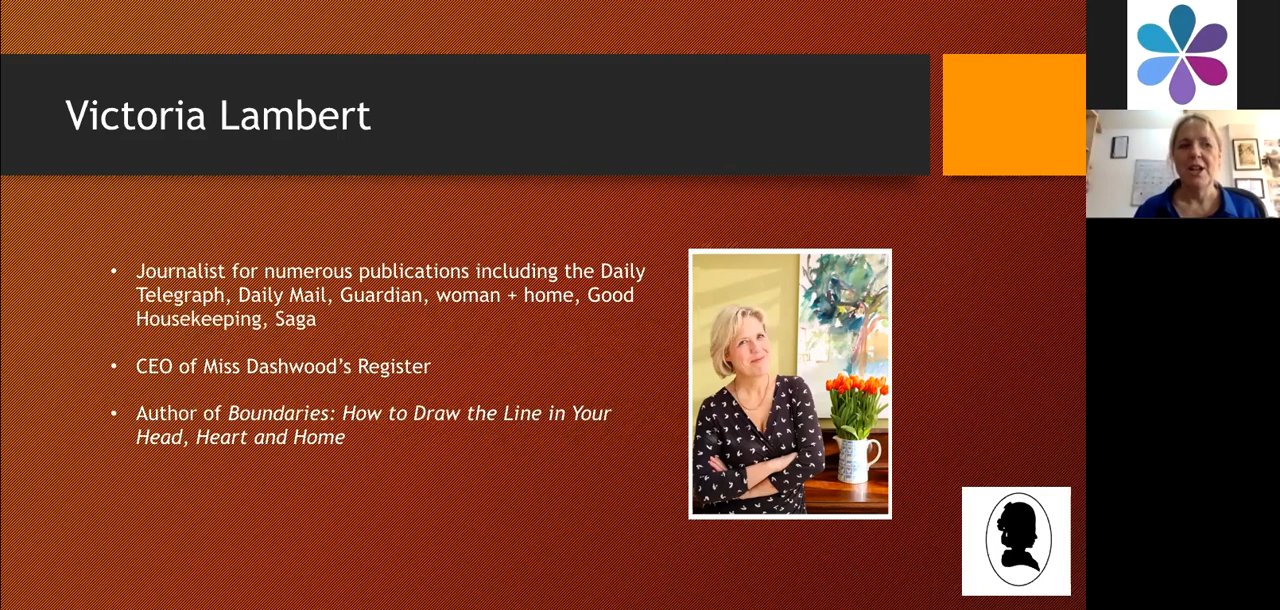 Victoria Lambert
• Journalist for numerous publications including the Daily
Telegraph, Daily Mail, Guardian, woman + home, Good
Housekeeping, Saga
• CEO of Miss Dashwood’s Register
• Author of Boundaries: How to Draw the Line in Your
Head, Heart and Home